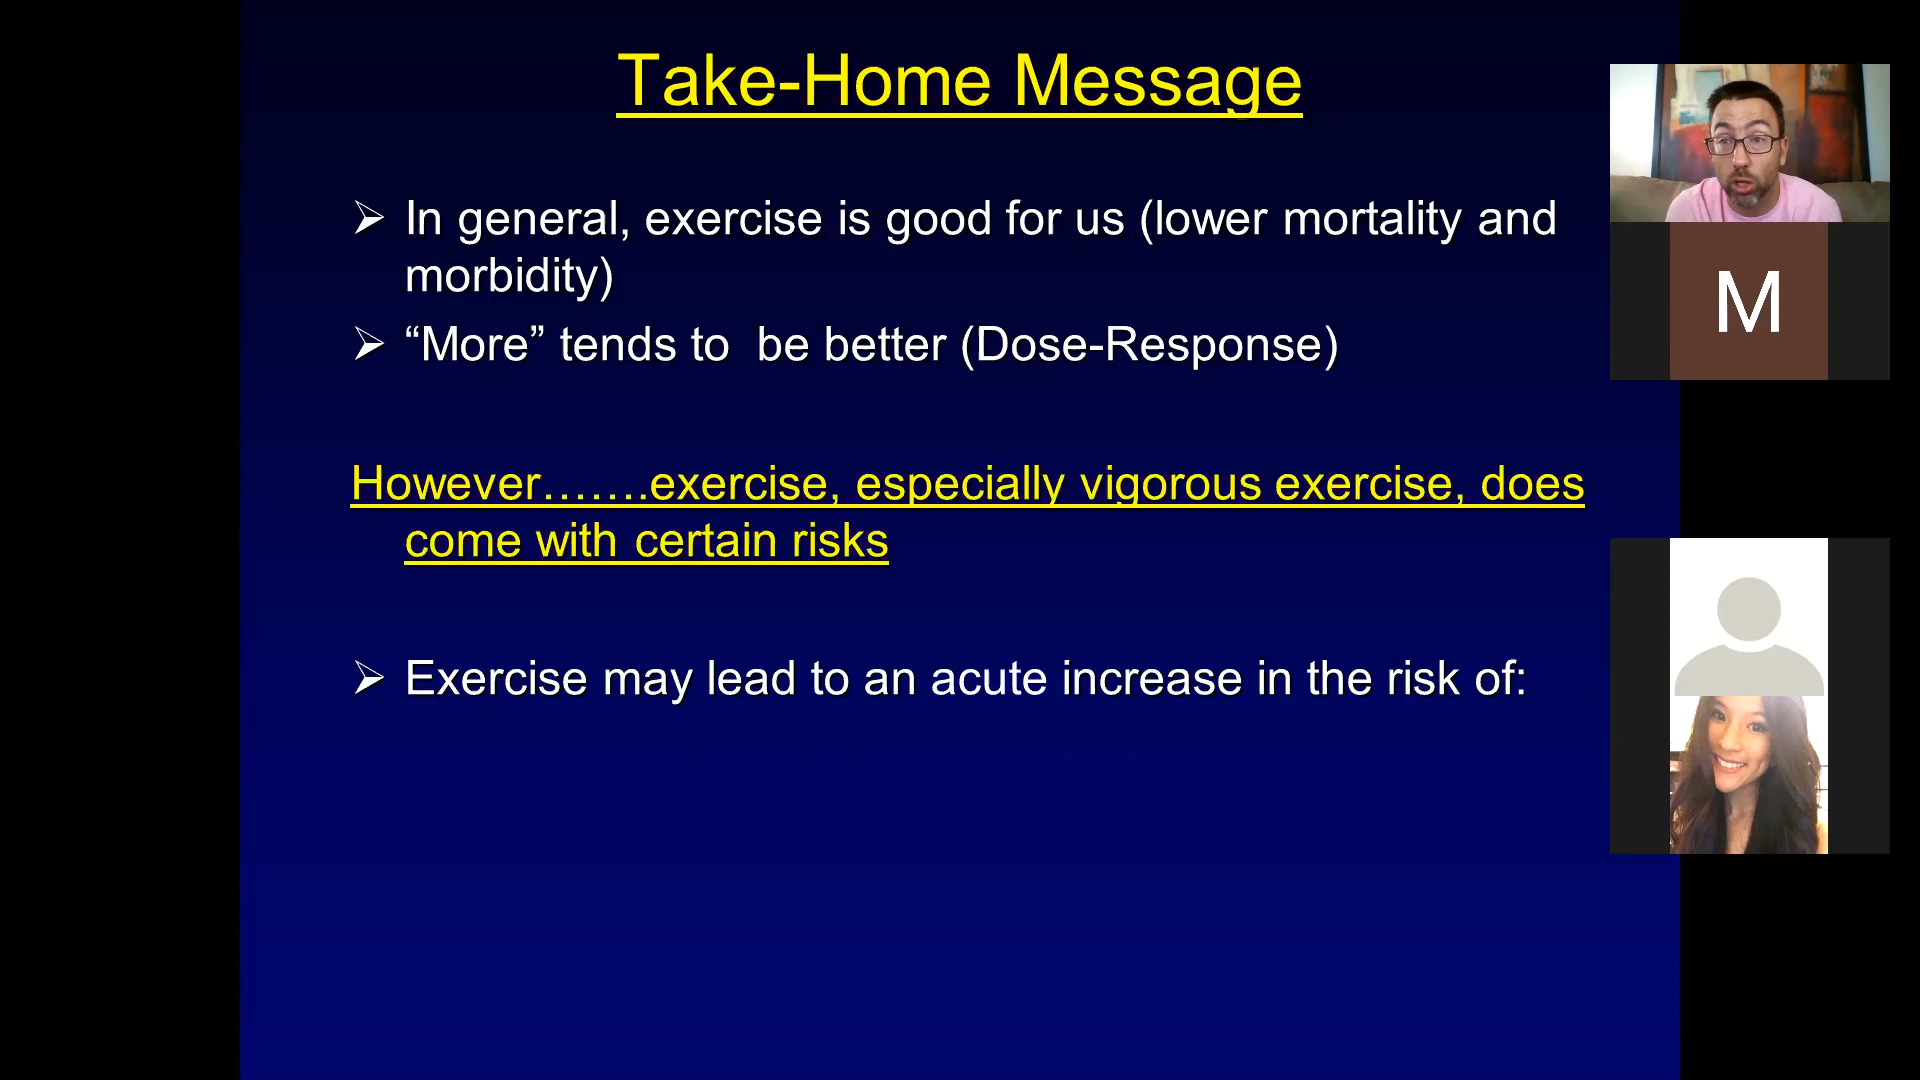 Take-Home Message
➢ In general, exercise is good for us (lower mortality and
morbidity)
➢ “More” tends to  be better (Dose-Response)
However…….exercise, especially vigorous exercise, does
come with certain risks
➢ Exercise may lead to an acute increase in the risk of:
M